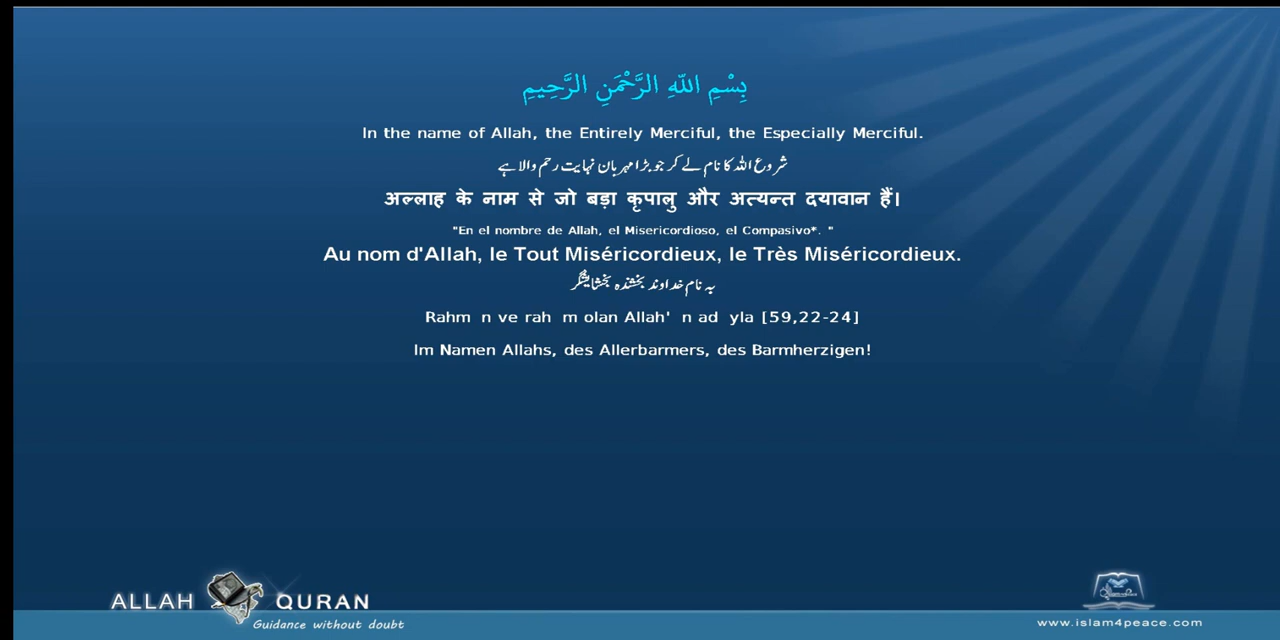 بِسْمِ اللّٰهِ الرَّحْمَنِ الرَّحِيمِ
In the name of Allah, the Entirely Merciful, the Especially Merciful.
شروع اللہ کا نام لے کر جو بڑا مہربان نہایت رحم والا ہے
अल्लाह के नाम से जो बड़ा कृपालु और अत्यन्त दयावान हैं।
"En el nombre de Allah, el Misericordioso, el Compasivo*. "
Au nom d'Allah, le Tout Miséricordieux, le Très Miséricordieux.
به نام خداوند بخشنده بخشایشگر
Rahm n ve rah m olan Allah' n ad yla [59,22-24]
Im Namen Allahs, des Allerbarmers, des Barmherzigen!
ALLAH QURAN
Guidance without doubt
www.islam4peace.com